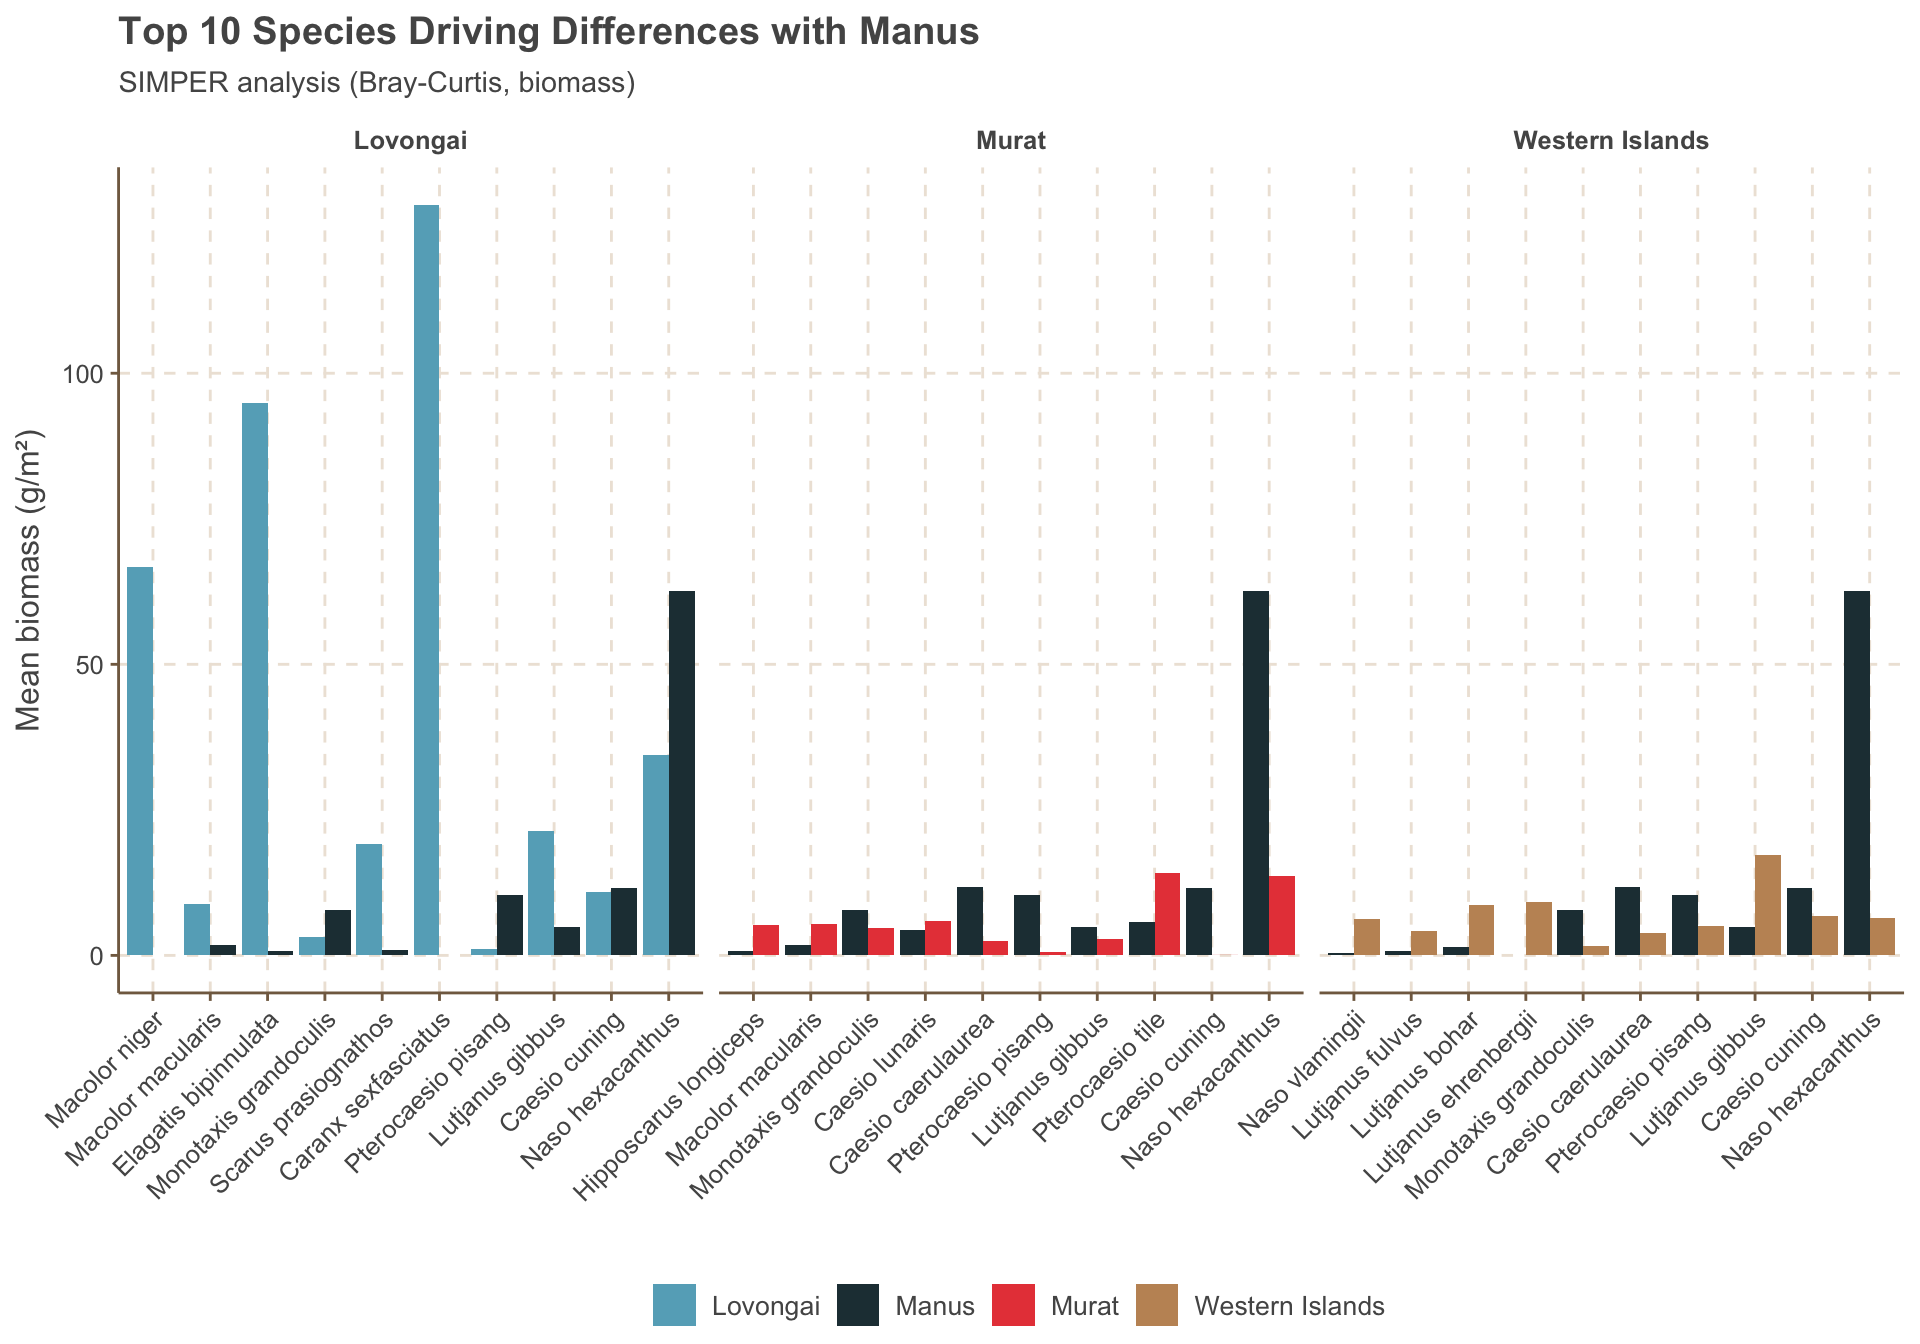 Top 10 Species Driving Differences with Manus
SIMPER analysis (Bray-Curtis, biomass)
Lovongai
Murat
Western Islands
Mean biomass (g/m²)
100
50
0
Macolor niger
Macolor macularis
Elagatis bipinnulata
Monotaxis grandoculis
Scarus prasiognathos
Caranx sexfasciatus
Pterocaesio pisang
Lutjanus gibbus
Caesio cuning
Naso hexacanthus
Hipposcarus longiceps
Macolor macularis
Monotaxis grandoculis
Caesio lunaris
Caesio caerulaurea
Pterocaesio pisang
Lutjanus gibbus
Pterocaesio tile
Caesio cuning
Naso hexacanthus
Naso vlamingii
Lutjanus fulvus
Lutjanus bohar
Lutjanus ehrenbergii
Monotaxis grandoculis
Caesio caerulaurea
Pterocaesio pisang
Lutjanus gibbus
Caesio cuning
Naso hexacanthus
Lovongai
Manus
Murat
Western Islands